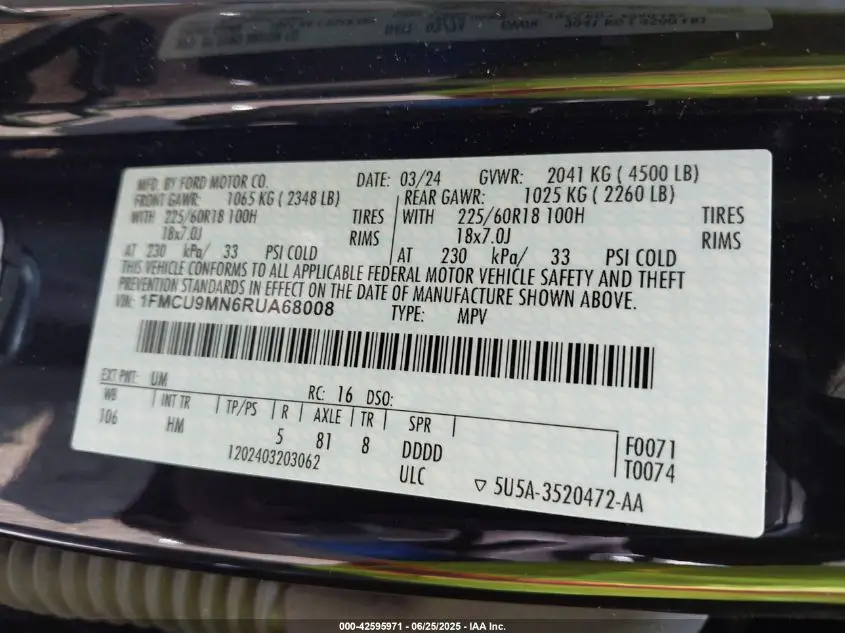 MFD. BY FORD MOTOR CO. DATE: 03/24 GVWR: 2041 KG ( 4500 LB)
FRONT GAWR: 1065 KG ( 2348 LB) REAR GAWR: 1025 KG ( 2260 LB)
WITH 225/60R18 100H TIRES WITH 225/60R18 100H TIRES
18x7.0J RIMS 18x7.0J RIMS
AT 230 kPa/ 33 PSI COLD AT 230 kPa/ 33 PSI COLD
THIS VEHICLE CONFORMS TO ALL APPLICABLE FEDERAL MOTOR VEHICLE SAFETY AND THEFT
PREVENTION STANDARDS IN EFFECT ON THE DATE OF MANUFACTURE SHOWN ABOVE.
VIN: 1FMCU9MN6RUA68008 TYPE: MPV
EXT PNT: UM RC: 16 DSO:
WB INT TR TP/PS R AXLE TR SPR
106 HM 5 81 8 DDDD F0071
1202403203062 ULC T0074
▽ 5U5A-3520472-AA
000-42595971 | 06/25/2025 - IAA Inc.